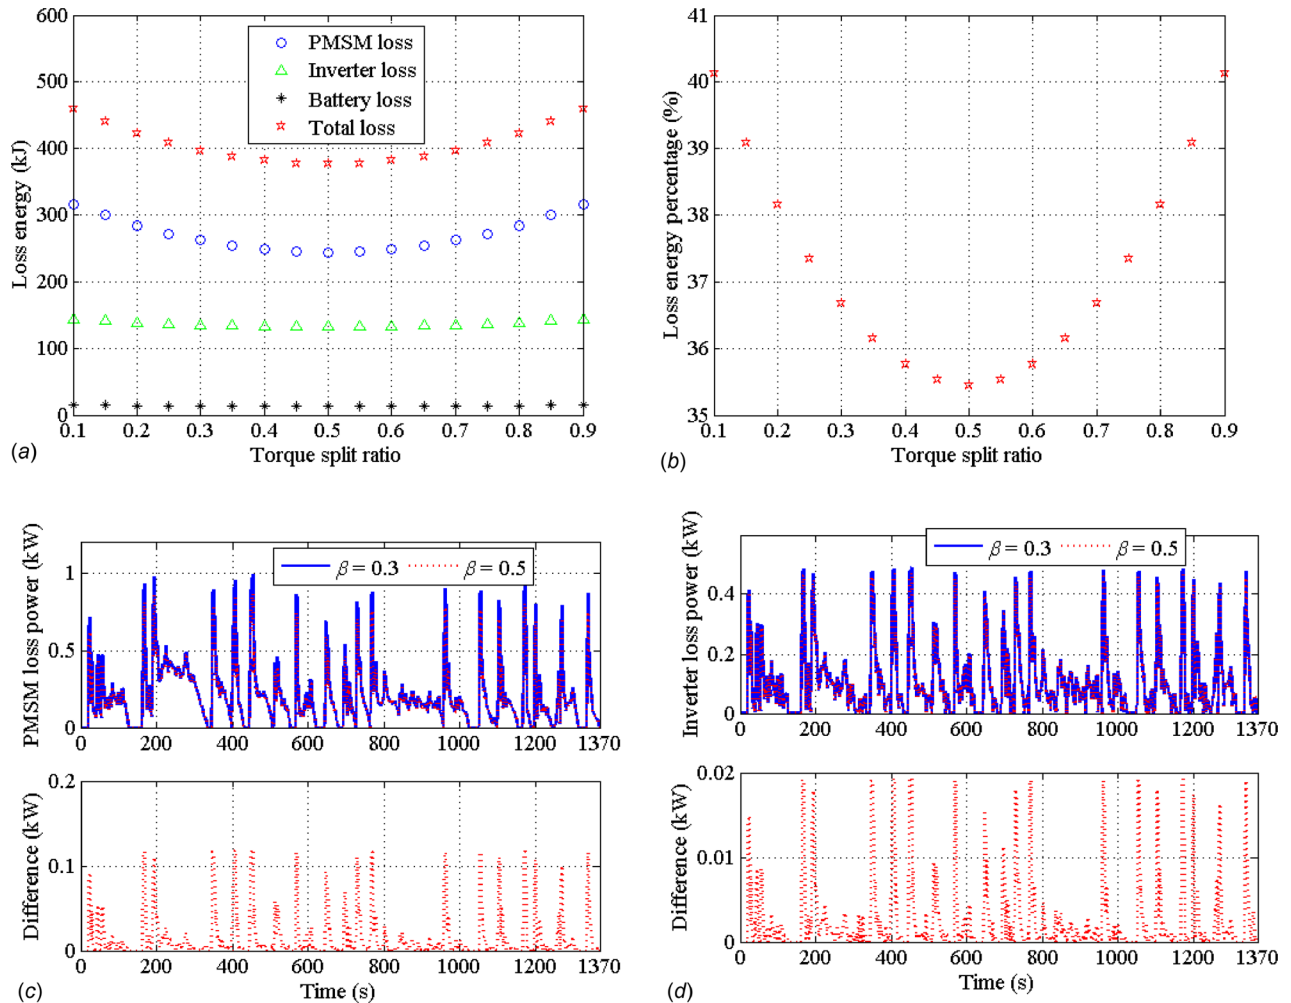 600
500
400
300
200
100
0
Loss energy (kJ)
PMSM loss
Inverter loss
Battery loss
Total loss
0.1 0.2 0.3 0.4 0.5 0.6 0.7 0.8 0.9
Torque split ratio
(a)
41
40
39
38
37
36
35
Loss energy percentage (%)
0.1 0.2 0.3 0.4 0.5 0.6 0.7 0.8 0.9
Torque split ratio
(b)
PMSM loss power (kW)
1
0.5
0
β = 0.3 β = 0.5
0 200 400 600 800 1000 1200 1370
Difference (kW)
0.2
0.1
0
0 200 400 600 800 1000 1200 1370
Time (s)
(c)
Inverter loss power (kW)
0.4
0.2
0
β = 0.3 β = 0.5
0 200 400 600 800 1000 1200 1370
Difference (kW)
0.02
0.01
0
0 200 400 600 800 1000 1200 1370
Time (s)
(d)